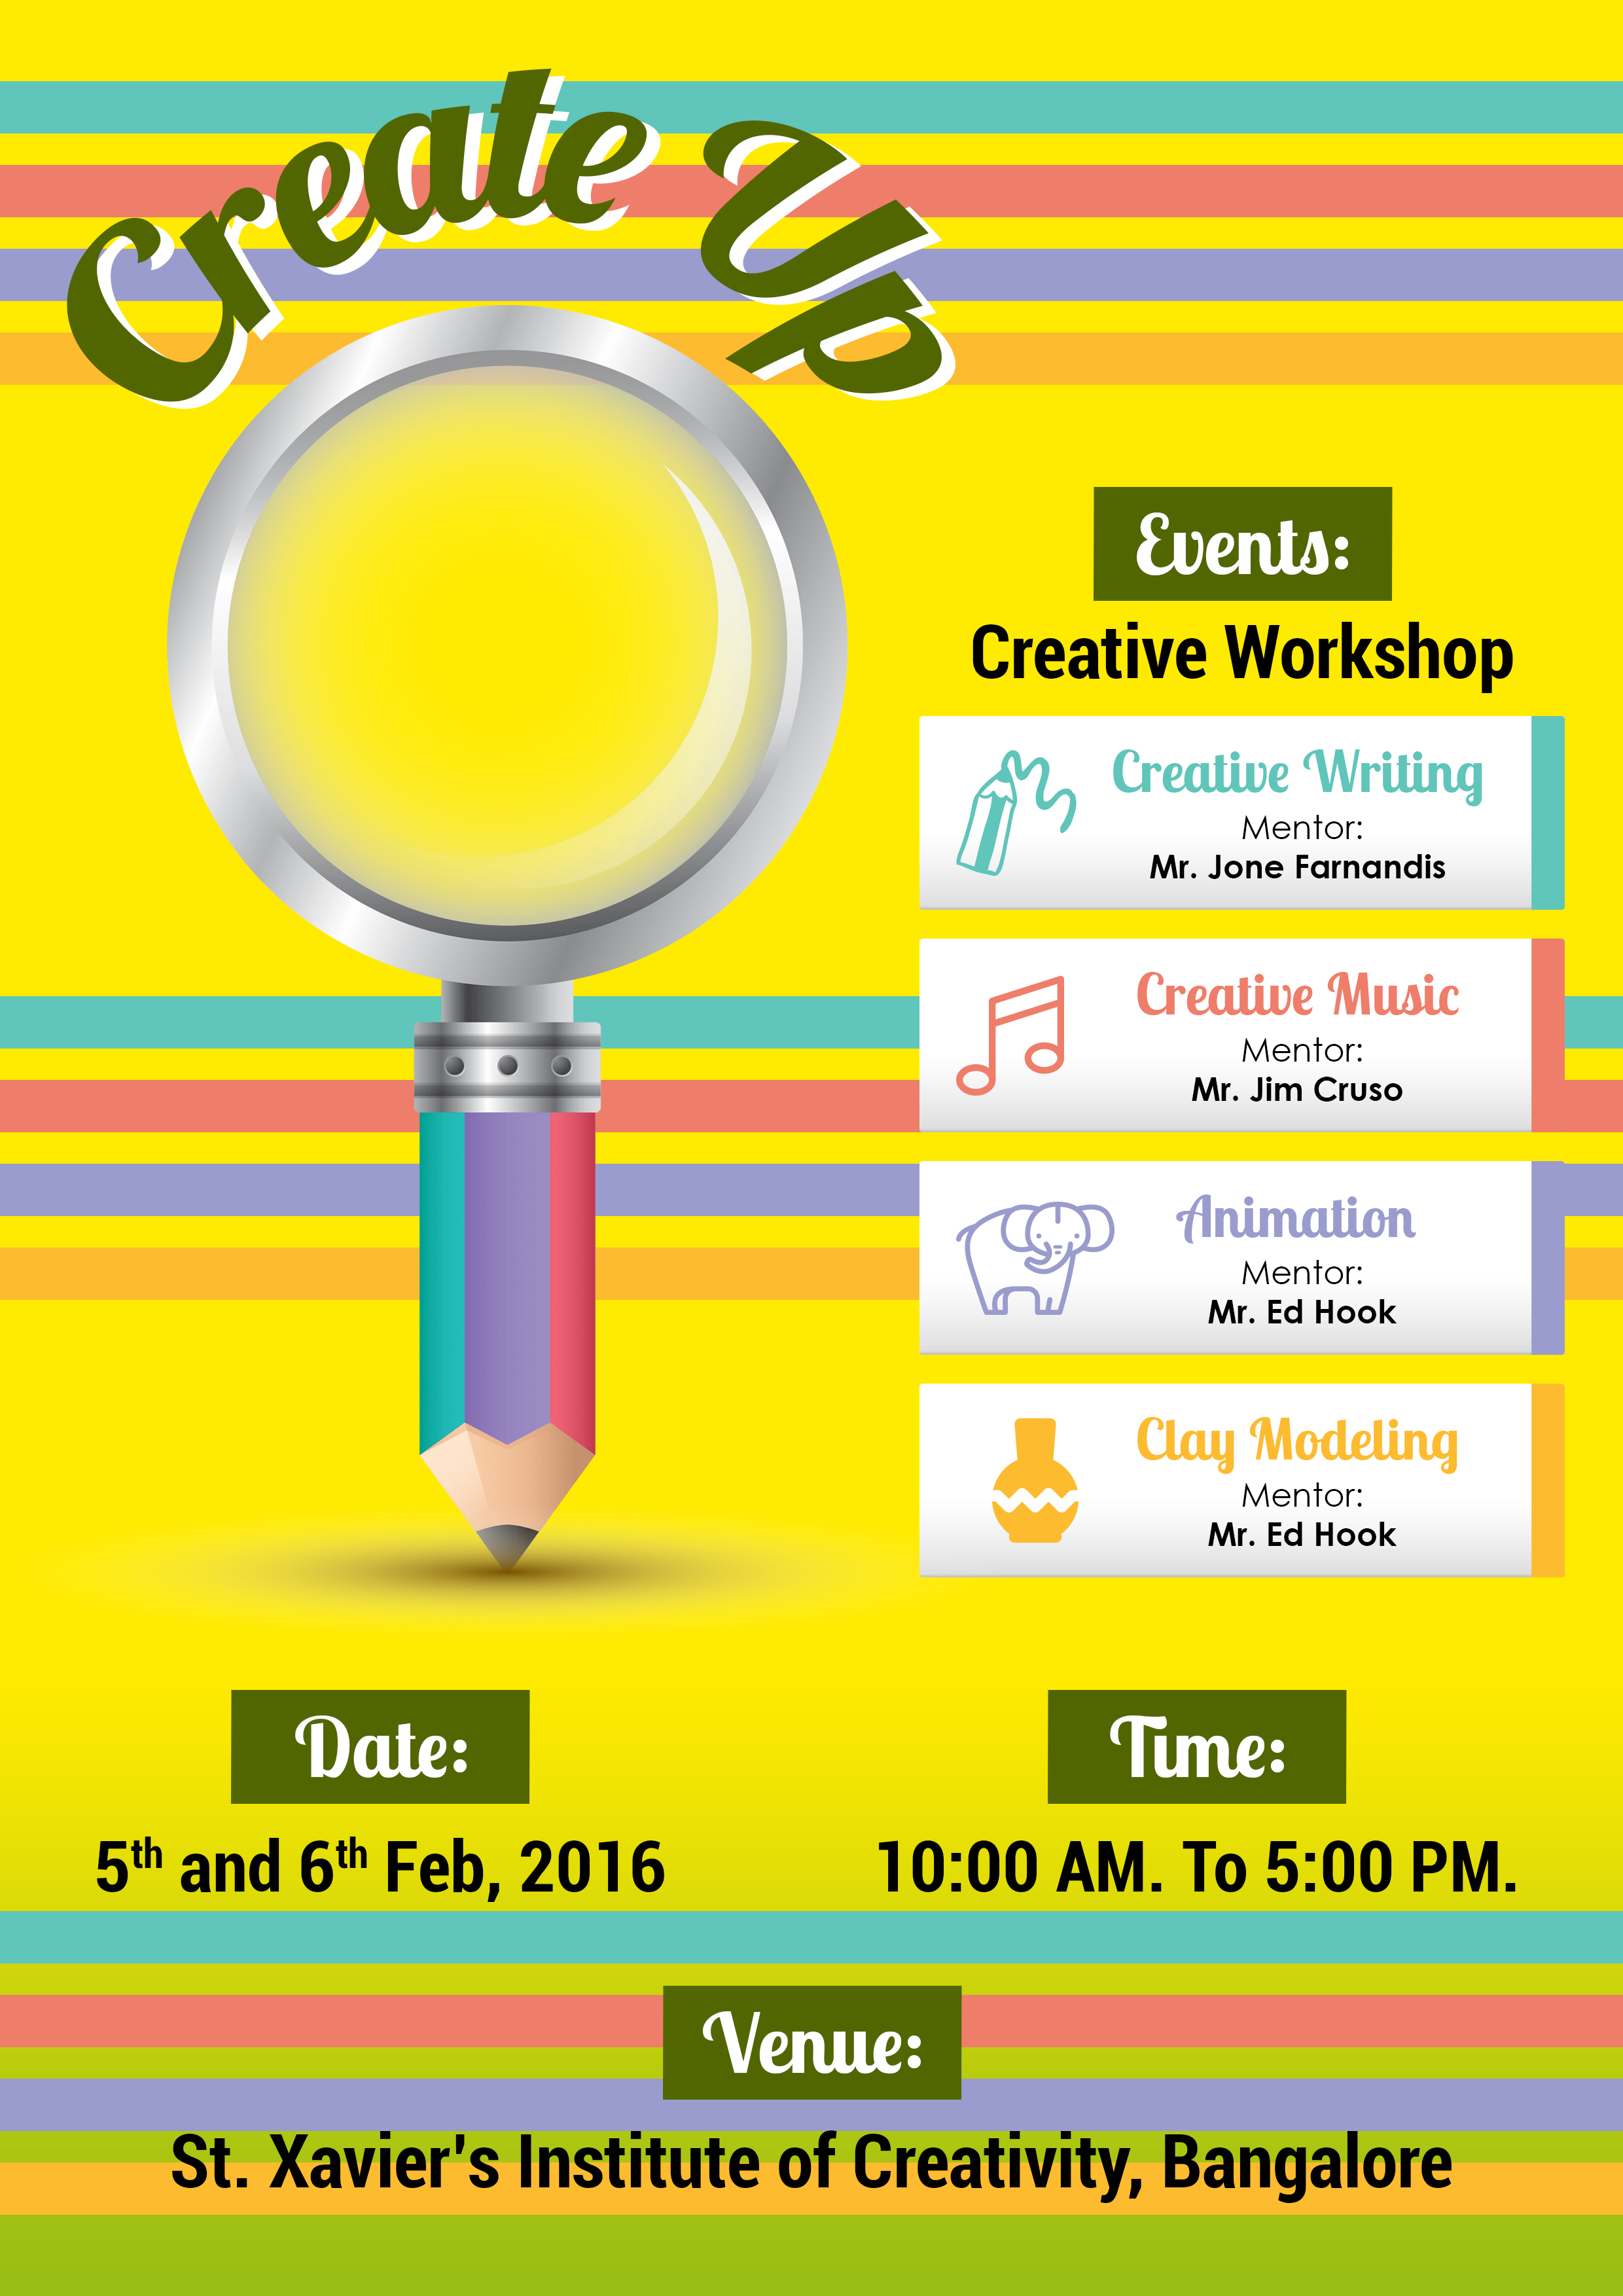 Create Up
Events:
Creative Workshop
Creative Writing
Mentor:
Mr. Jone Farnandis
Creative Music
Mentor:
Mr. Jim Cruso
Animation
Mentor:
Mr. Ed Hook
Clay Modeling
Mentor:
Mr. Ed Hook
Date:
5th and 6th Feb, 2016
Time:
10:00 AM. To 5:00 PM.
Venue:
St. Xavier's Institute of Creativity, Bangalore